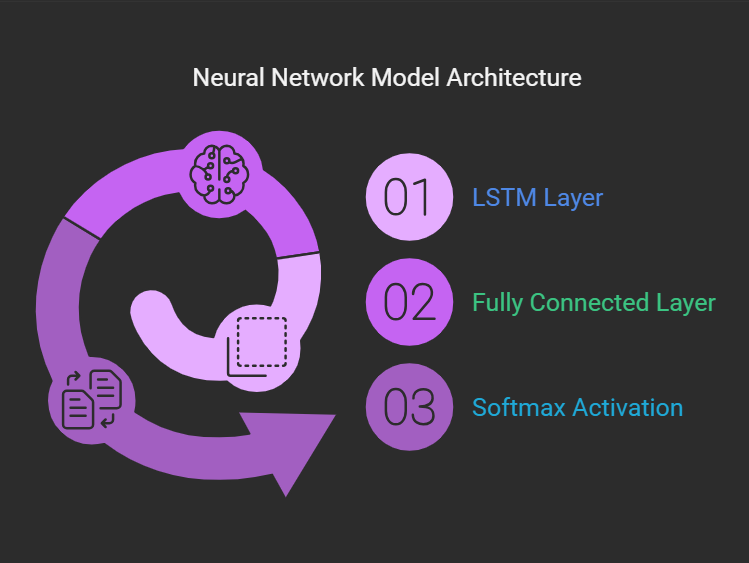 Neural Network Model Architecture
01 LSTM Layer
02 Fully Connected Layer
03 Softmax Activation